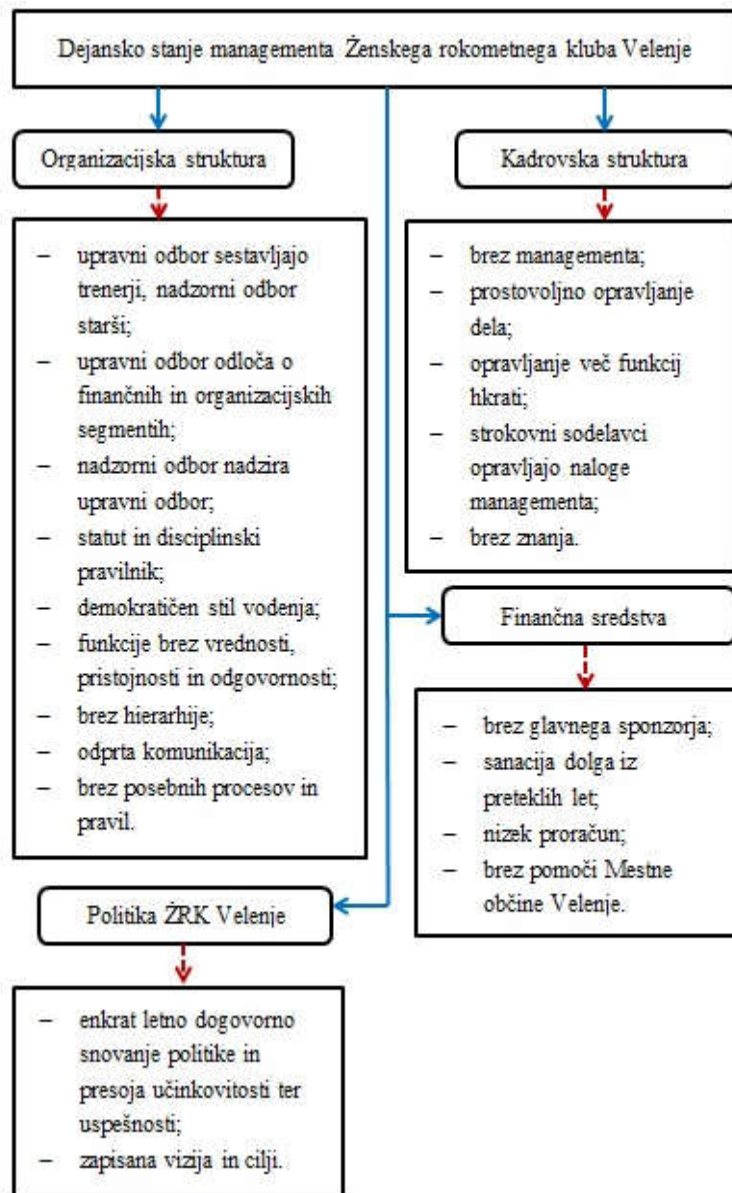 Dejansko stanje managementa Ženskega rokometnega kluba Velenje
Organizacijska struktura
– upravni odbor sestavljajo
trenerji, nadzorni odbor
starši;
– upravni odbor odloča o
finančnih in organizacijskih
segmentih;
– nadzorni odbor nadzira
upravni odbor;
– statut in disciplinski
pravilnik;
– demokratičen stil vodenja;
– funkcije brez vrednosti,
pristojnosti in odgovornosti;
– brez hierarhije;
– odprta komunikacija;
– brez posebnih procesov in
pravil.
Kadrovska struktura
– brez managementa;
– prostovoljno opravljanje
dela;
– opravljanje več funkcij
hkrati;
– strokovni sodelavci
opravljajo naloge
managementa;
– brez znanja.
Finančna sredstva
– brez glavnega sponzorja;
– sanacija dolga iz
preteklih let;
– nizek proračun;
– brez pomoči Mestne
občine Velenje.
Politika ŽRK Velenje
– enkrat letno dogovorno
snovanje politike in
presoja učinkovitosti ter
uspešnosti;
– zapisana vizija in cilji.